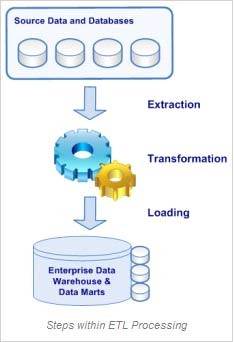 Source Data and Databases
Extraction
Transformation
Loading
Enterprise Data
Warehouse &
Data Marts
Steps within ETL Processing